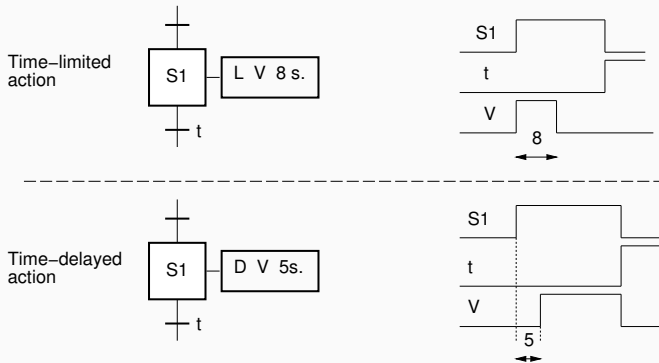 Time–limited
action
S1
L V 8 s.
t
S1
t
V
8
Time–delayed
action
S1
D V 5s.
t
S1
t
V
5